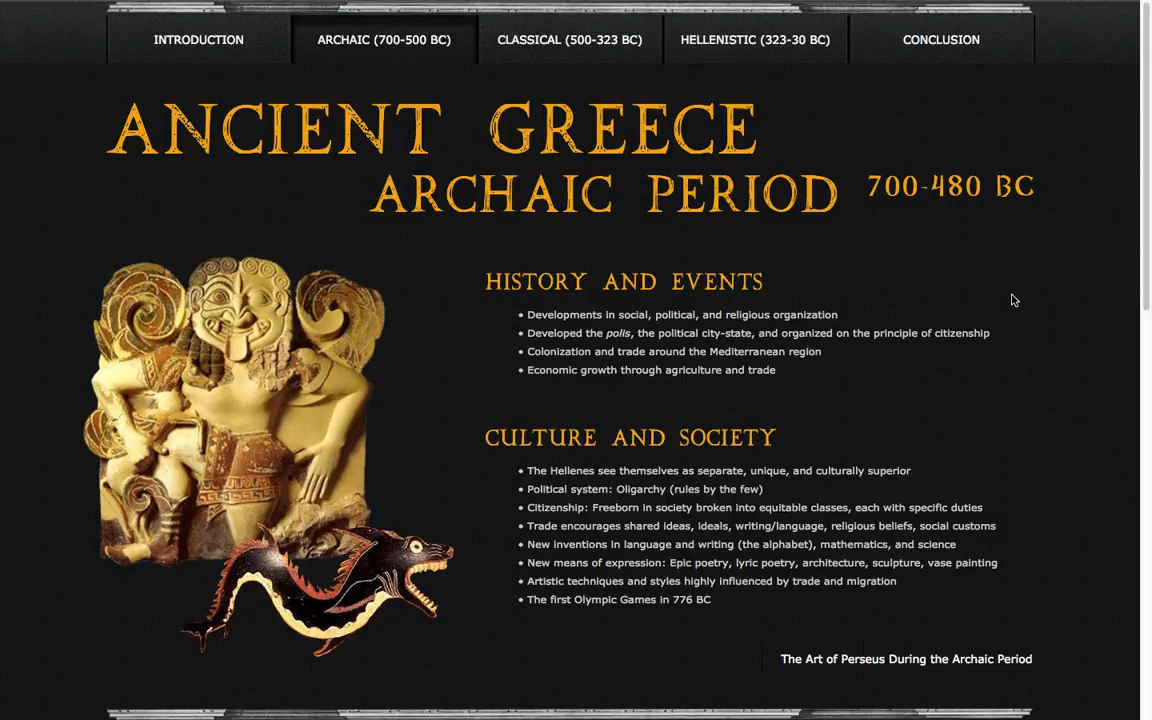 INTRODUCTION
ARCHAIC (700-500 BC)
CLASSICAL (500-323 BC)
HELLENISTIC (323-30 BC)
CONCLUSION
ANCIENT GREECE
ARCHAIC PERIOD 700-480 BC
HISTORY AND EVENTS
• Developments in social, political, and religious organization
• Developed the polis, the political city-state, and organized on the principle of citizenship
• Colonization and trade around the Mediterranean region
• Economic growth through agriculture and trade
CULTURE AND SOCIETY
• The Hellenes see themselves as separate, unique, and culturally superior
• Political system: Oligarchy (rules by the few)
• Citizenship: Freeborn in society broken into equitable classes, each with specific duties
• Trade encourages shared ideas, ideals, writing/language, religious beliefs, social customs
• New inventions in language and writing (the alphabet), mathematics, and science
• New means of expression: Epic poetry, lyric poetry, architecture, sculpture, vase painting
• Artistic techniques and styles highly influenced by trade and migration
• The first Olympic Games in 776 BC
The Art of Perseus During the Archaic Period